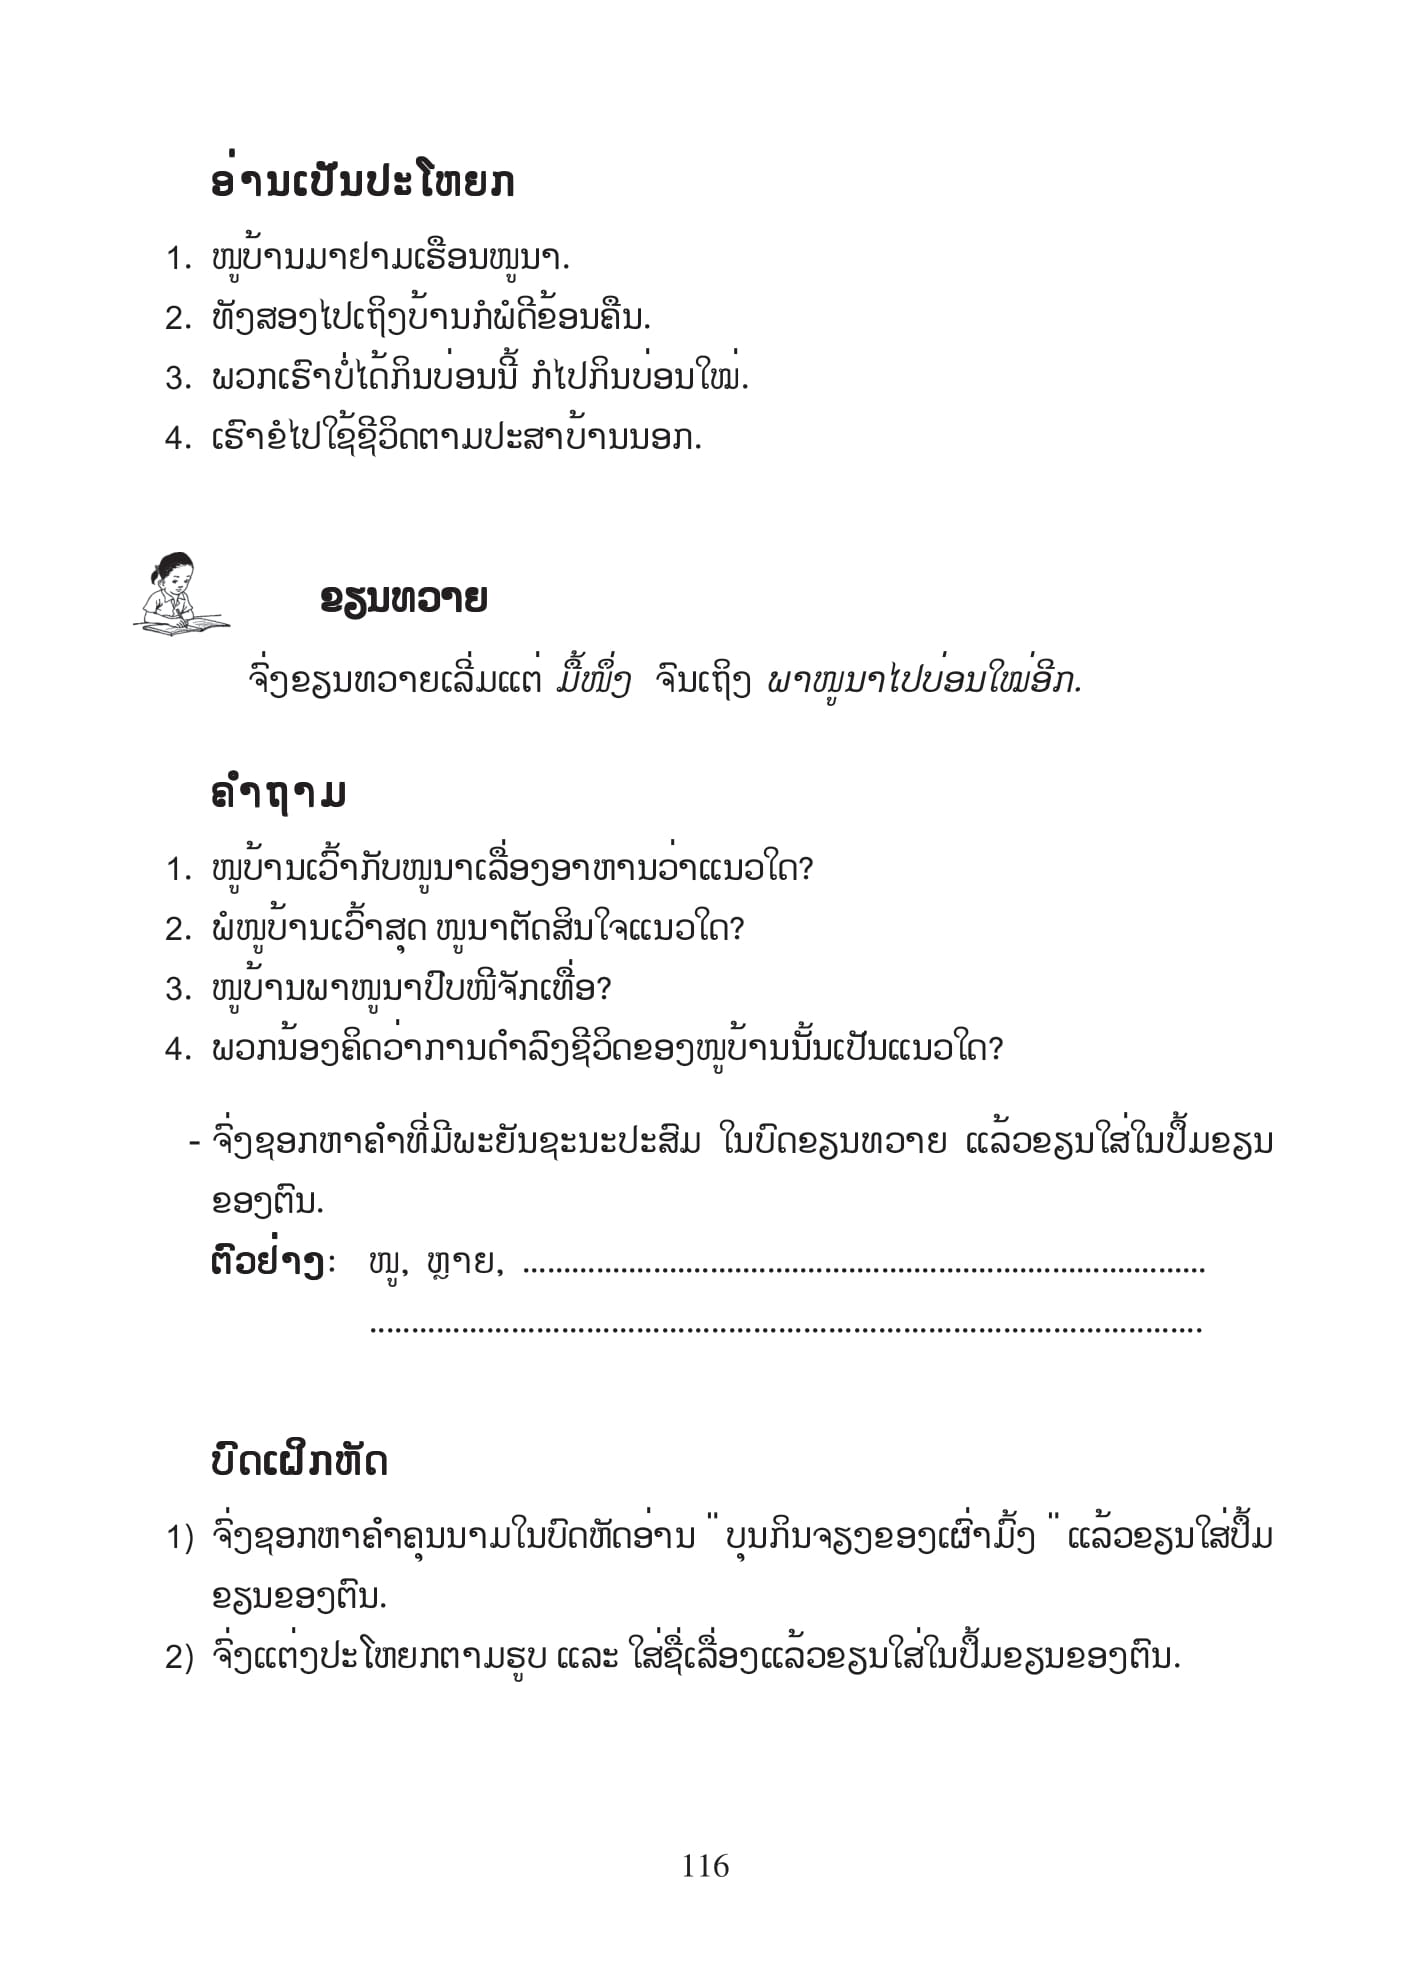 ອ່ານເປັນປະໂຫຍກ
1. ໜູບ້ານມາຢາມເຮືອນໜູນາ.
2. ທັງສອງໄປເຖິງບ້ານກໍພໍດີຂ້ອນຄືນ.
3. ພວກເຮົາບໍ່ໄດ້ກິນບ່ອນນີ້ ກໍໄປກິນບ່ອນໃໝ່.
4. ເຮົາຂໍໄປໃຊ້ຊີວິດຕາມປະສາບ້ານນອກ.
ຂຽນທວາຍ
ຈົ່ງຂຽນທວາຍເລີ່ມແຕ່ ມື້ໜຶ່ງ ຈົນເຖິງ ພາໜູນາໄປບ່ອນໃໝ່ອີກ.
ຄຳຖາມ
1. ໜູບ້ານເວົ້າກັບໜູນາເລື່ອງອາຫານວ່າແນວໃດ?
2. ພໍໜູບ້ານເວົ້າສຸດ ໜູນາຕັດສິນໃຈແນວໃດ?
3. ໜູບ້ານພາໜູນາປົບໜີຈັກເທື່ອ?
4. ພວກນ້ອງຄິດວ່າການດຳລົງຊີວິດຂອງໜູບ້ານນັ້ນເປັນແນວໃດ?
- ຈົ່ງຊອກຫາຄຳທີ່ມີພະຍັນຊະນະປະສົມ ໃນບົດຂຽນທວາຍ ແລ້ວຂຽນໃສ່ໃນປຶ້ມຂຽນ
ຂອງຕົນ.
ຕົວຢ່າງ: ໜູ, ຫຼາຍ, ....................................................................................
......................................................................................................
ບົດເຝິກຫັດ
1) ຈົ່ງຊອກຫາຄຳຄຸນນາມໃນບົດຫັດອ່ານ " ບຸນກິນຈຽງຂອງເຜົ່າມົ້ງ " ແລ້ວຂຽນໃສ່ປຶ້ມ
ຂຽນຂອງຕົນ.
2) ຈົ່ງແຕ່ງປະໂຫຍກຕາມຮູບ ແລະ ໃສ່ຊື່ເລື່ອງແລ້ວຂຽນໃສ່ໃນປຶ້ມຂຽນຂອງຕົນ.
116